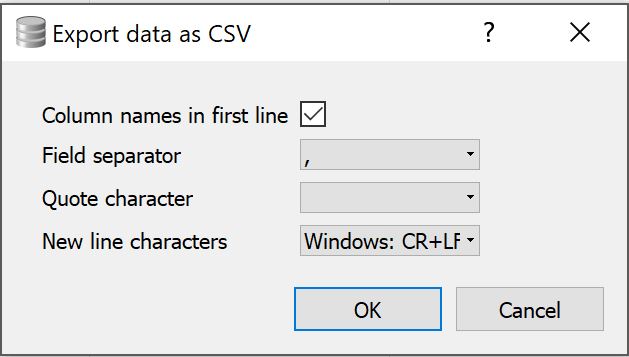 Export data as CSV ?
Column names in first line
Field separator ,
Quote character
New line characters Windows: CR+LF
OK Cancel